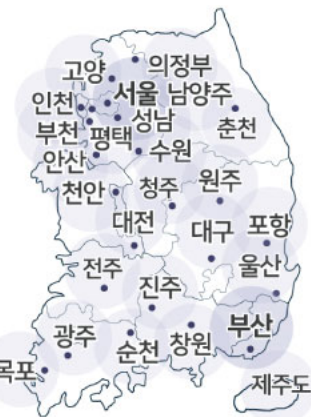 고양 의정부
서울 남양주
인천
부천 평택 성남 춘천
안산 수원
천안 청주 원주
대전 대구 포항
전주 울산
진주
광주 순천 창원 부산
목포
제주도